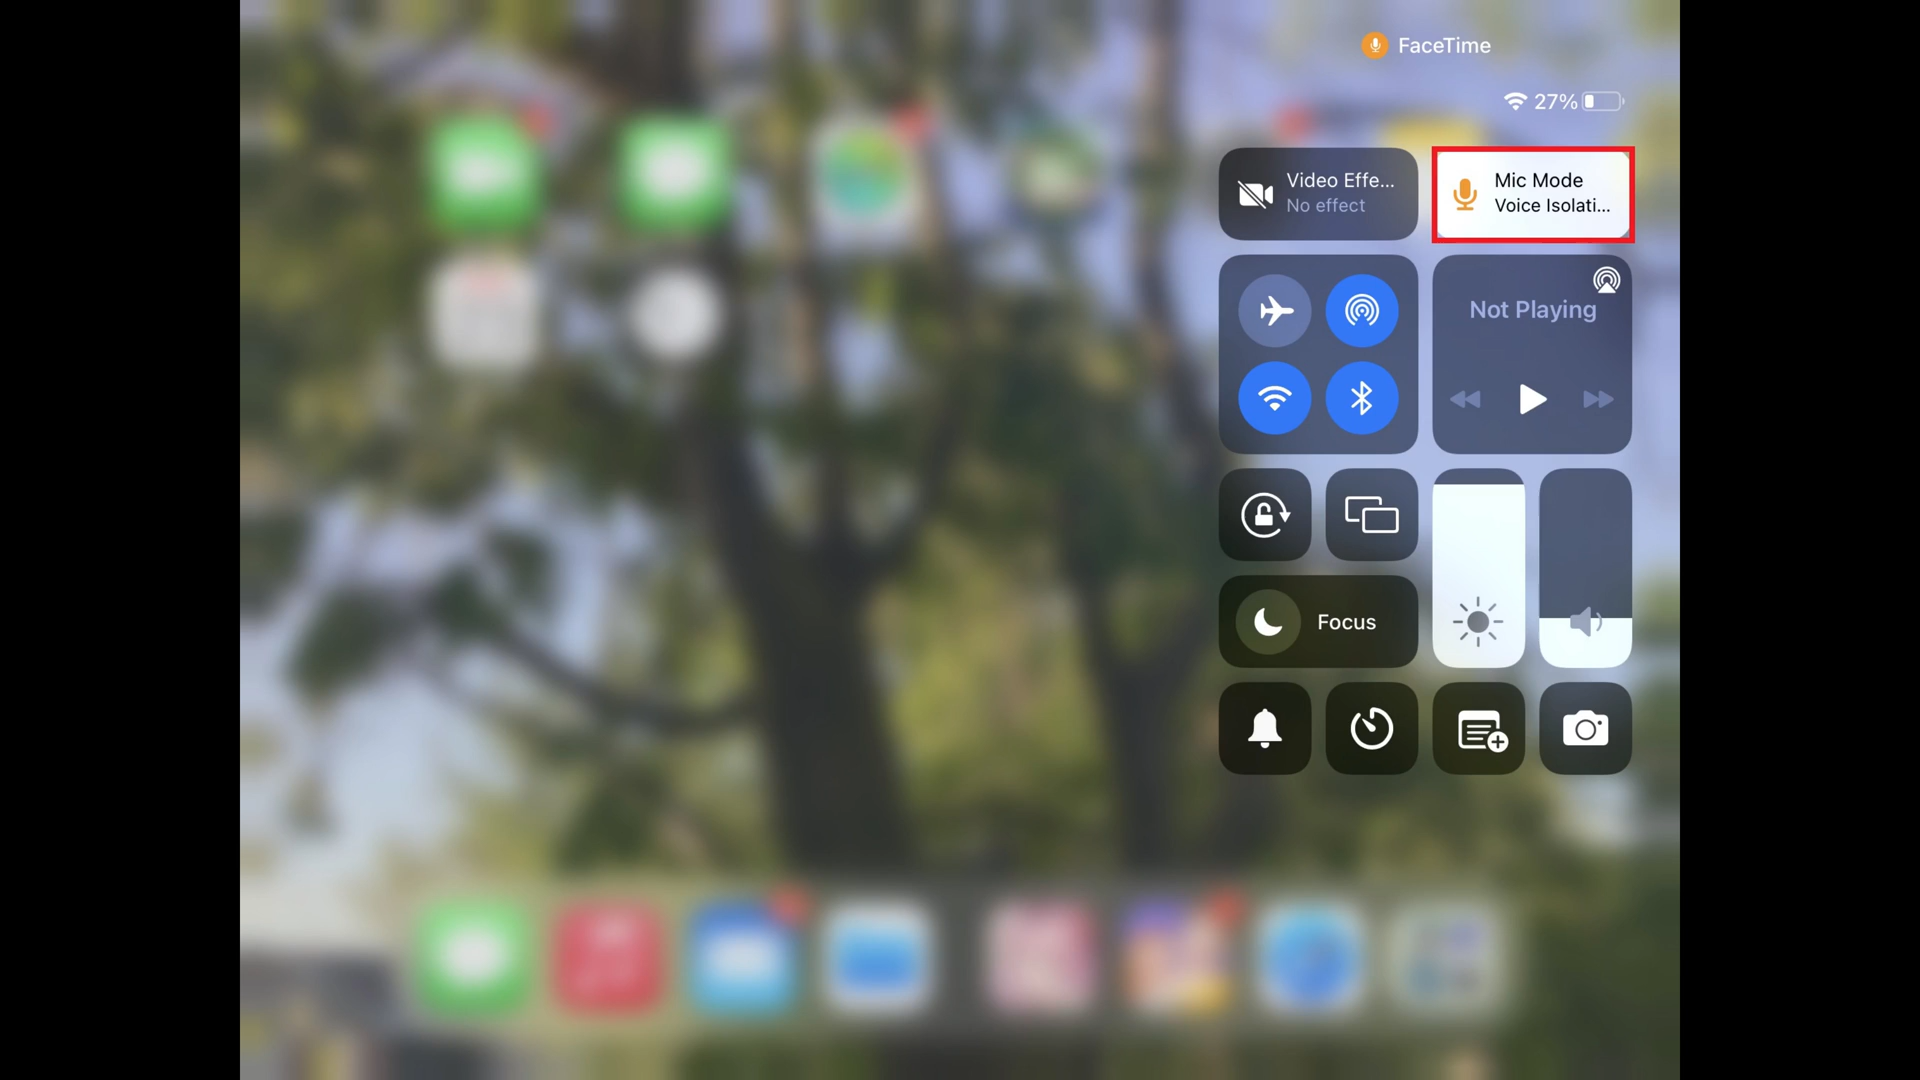 FaceTime
27%
Video Effe...
No effect
Mic Mode
Voice Isolati...
Not Playing
Focus